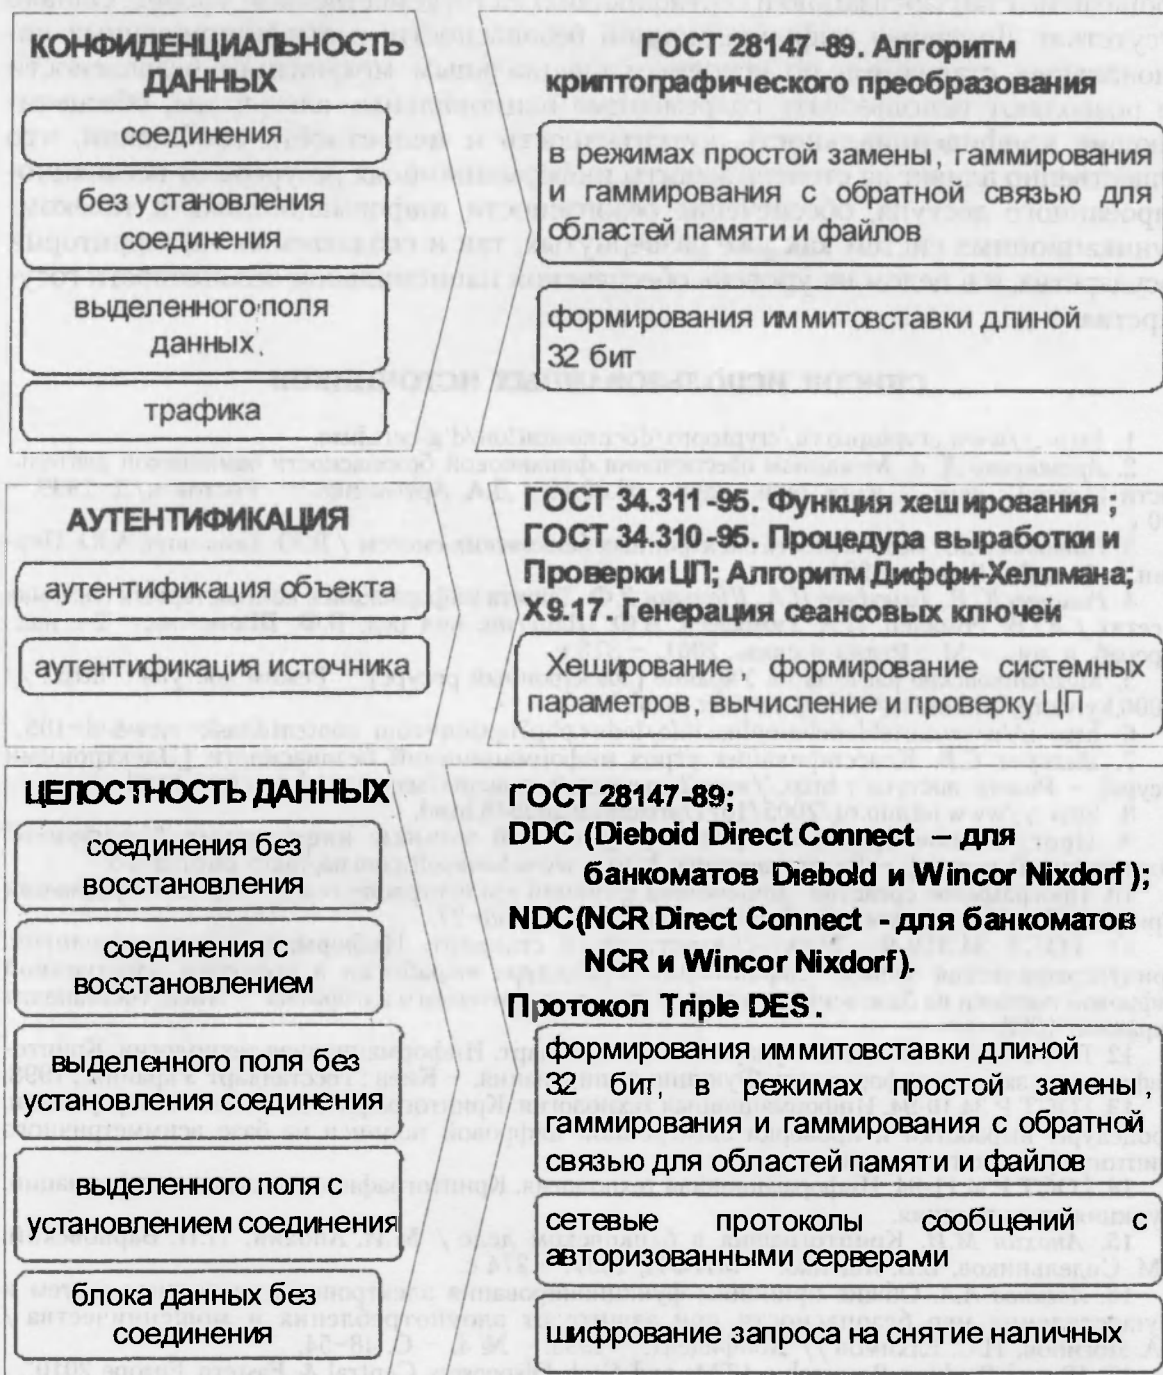 КОНФИДЕНЦИАЛЬНОСТЬ
ДАННЫХ
соединения
без установления
соединения
выделенного поля
данных
трафика
ГОСТ 28147-89. Алгоритм
криптографического преобразования
в режимах простой замены, гаммирования
и гаммирования с обратной связью для
областей памяти и файлов
формирования иммитовставки длиной
32 бит
АУТЕНТИФИКАЦИЯ
аутентификация объекта
аутентификация источника
ГОСТ 34.311-95. Функция хеширования ;
ГОСТ 34.310-95. Процедура выработки и
Проверки ЦП; Алгоритм Диффи-Хеллмана;
X9.17. Генерация сеансовых ключей
Хеширование, формирование системных
параметров, вычисление и проверку ЦП
ЦЕЛОСТНОСТЬ ДАННЫХ
соединения без
восстановления
соединения с
восстановлением
выделенного поля без
установления соединения
выделенного поля с
установлением соединения
блока данных без
соединения
ГОСТ 28147-89;
DDC (Dieboid Direct Connect – для
банкоматов Diebold и Wincor Nixdorf);
NDC (NCR Direct Connect - для банкоматов
NCR и Wincor Nixdorf).
Протокол Triple DES.
формирования иммитовставки длиной
32 бит, в режимах простой замены,
гаммирования и гаммирования с обратной
связью для областей памяти и файлов
сетевые протоколы сообщений с
авторизованными серверами
шифрование запроса на снятие наличных